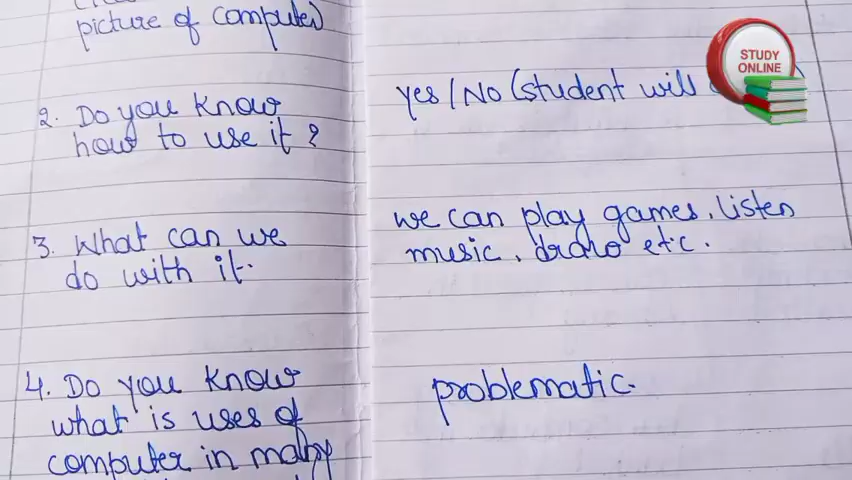 picture of computer)
2. Do you know
how to use it ?
3. What can we
do with it.
4. Do you know
what is uses of
computer in many
yes / No (student will
we can play games, listen
music, draw etc.
problematic.
STUDY
ONLINE